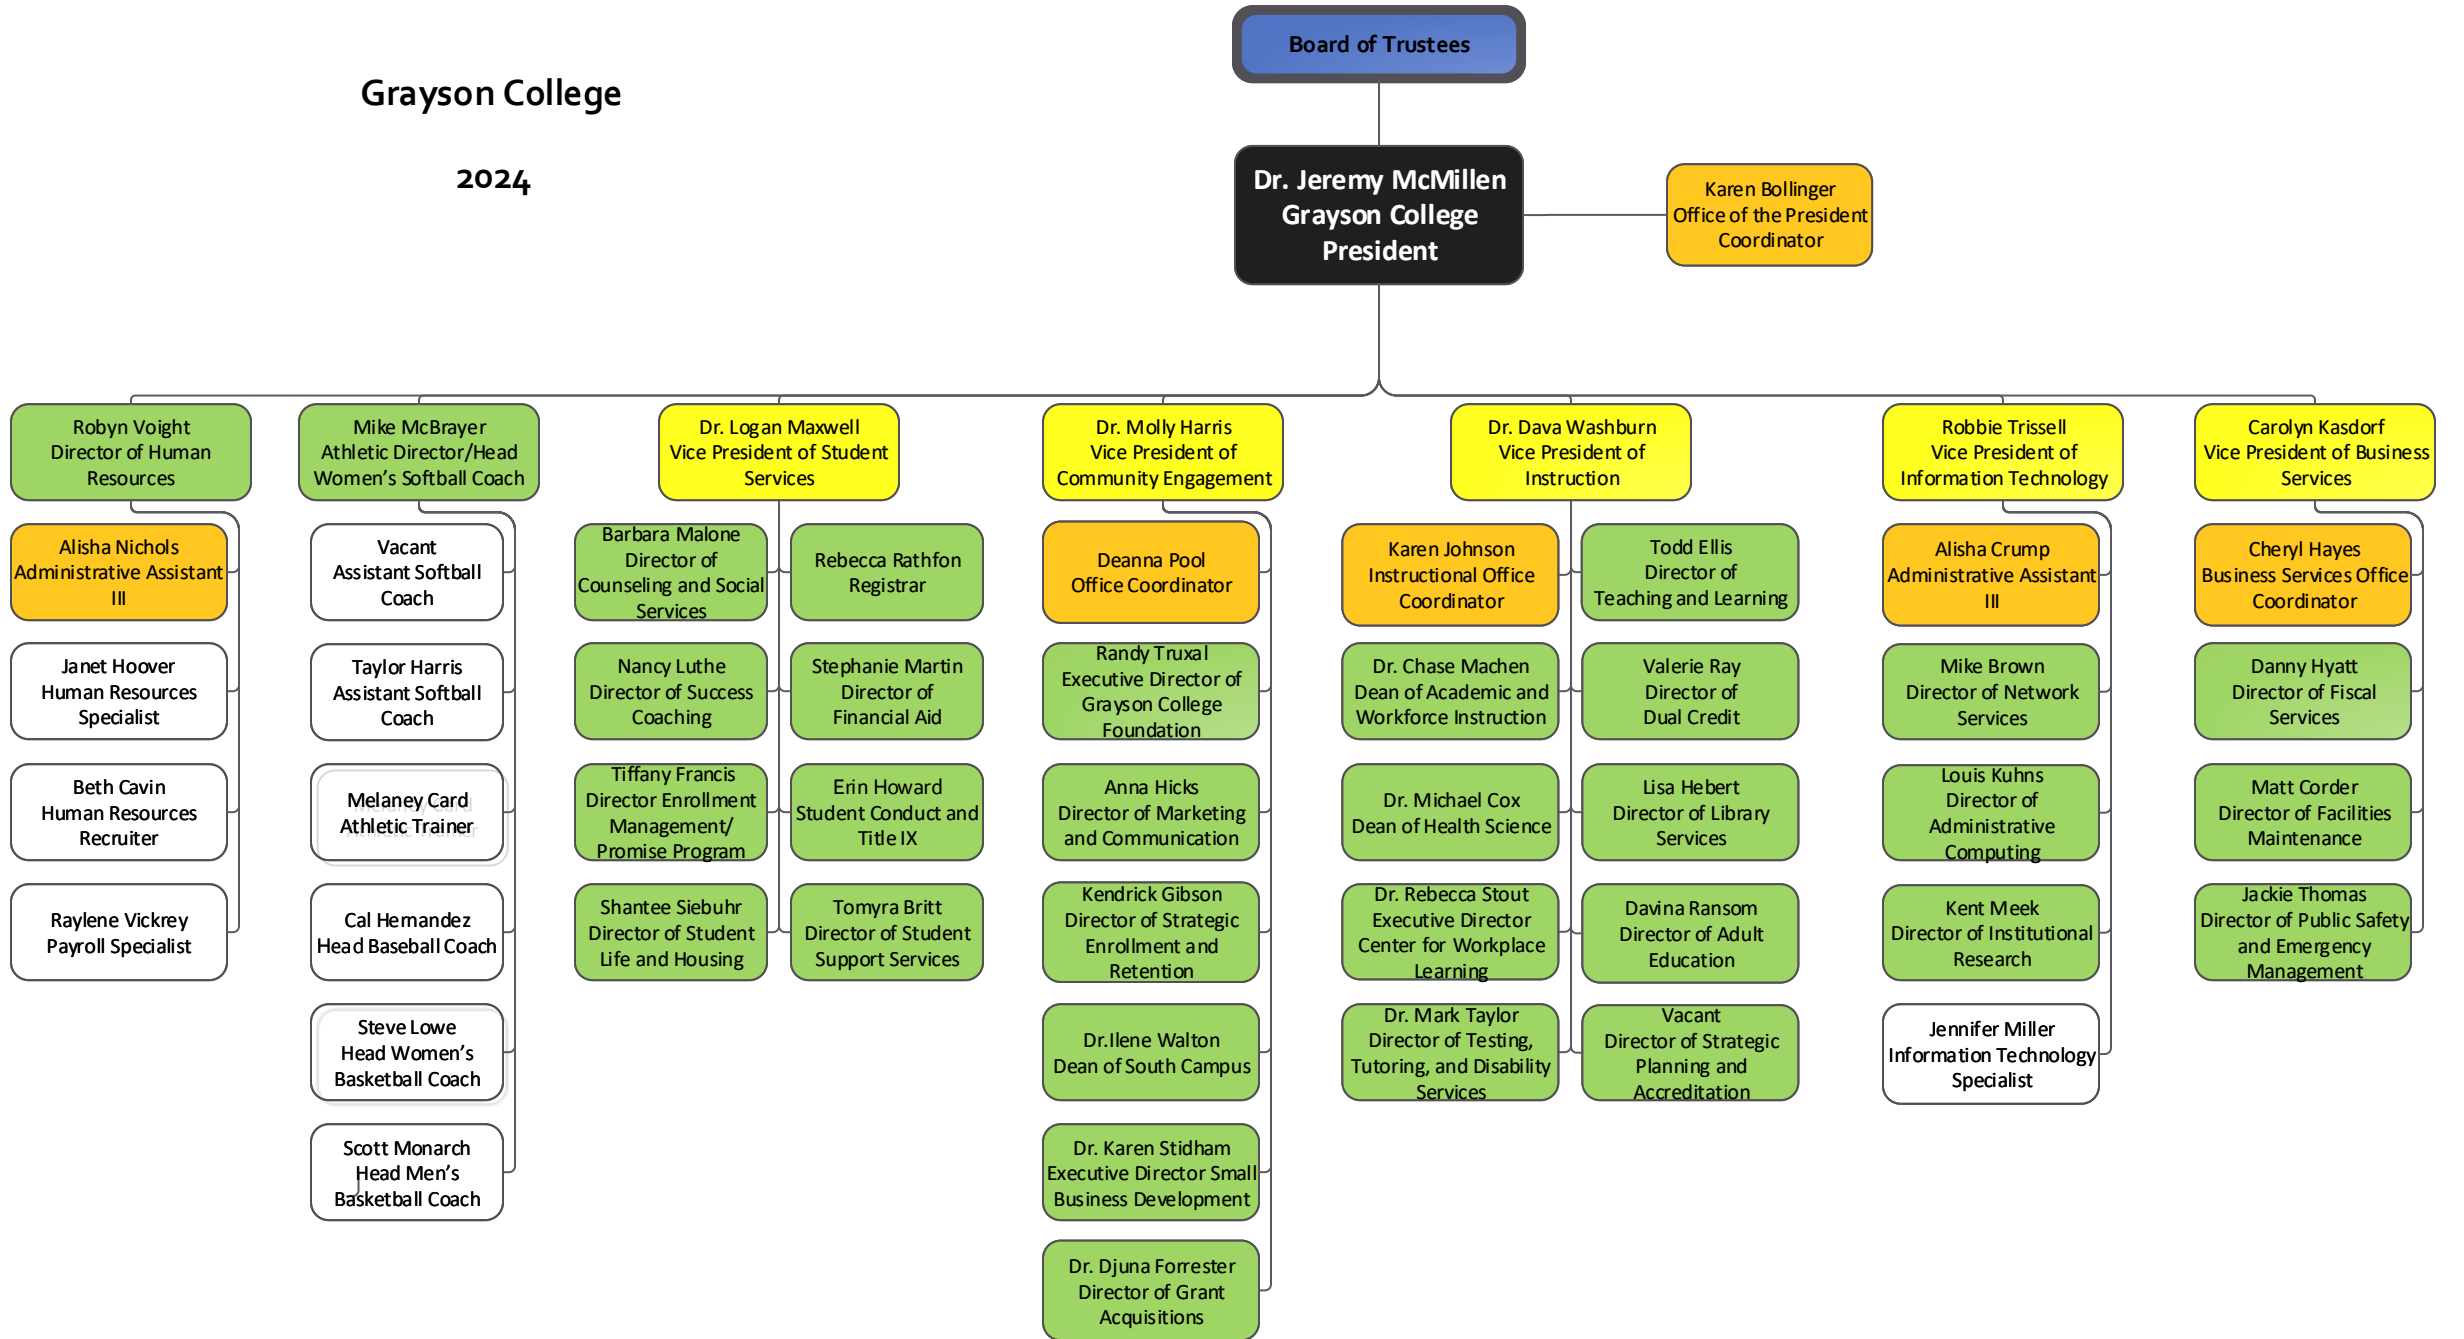 Board of Trustees
Grayson College
2024
Dr. Jeremy McMillen
Grayson College
President
Karen Bollinger
Office of the President
Coordinator
Robyn Voight
Director of Human
Resources
Alisha Nichols
Administrative Assistant
III
Janet Hoover
Human Resources
Specialist
Beth Cavin
Human Resources
Recruiter
Raylene Vickrey
Payroll Specialist
Mike McBrayer
Athletic Director/Head
Women’s Softball Coach
Vacant
Assistant Softball
Coach
Taylor Harris
Assistant Softball
Coach
Melaney Card
Athletic Trainer
Cal Hernandez
Head Baseball Coach
Steve Lowe
Head Women’s
Basketball Coach
Scott Monarch
Head Men’s
Basketball Coach
Dr. Logan Maxwell
Vice President of Student
Services
Barbara Malone
Director of
Counseling and Social
Services
Nancy Luthe
Director of Success
Coaching
Tiffany Francis
Director Enrollment
Management/
Promise Program
Shantee Siebuhr
Director of Student
Life and Housing
Rebecca Rathfon
Registrar
Stephanie Martin
Director of
Financial Aid
Erin Howard
Student Conduct and
Title IX
Tomyra Britt
Director of Student
Support Services
Dr. Molly Harris
Vice President of
Community Engagement
Deanna Pool
Office Coordinator
Randy Truxal
Executive Director of
Grayson College
Foundation
Anna Hicks
Director of Marketing
and Communication
Kendrick Gibson
Director of Strategic
Enrollment and
Retention
Dr.Ilene Walton
Dean of South Campus
Dr. Karen Stidham
Executive Director Small
Business Development
Dr. Djuna Forrester
Director of Grant
Acquisitions
Dr. Dava Washburn
Vice President of
Instruction
Karen Johnson
Instructional Office
Coordinator
Dr. Chase Machen
Dean of Academic and
Workforce Instruction
Dr. Michael Cox
Dean of Health Science
Dr. Rebecca Stout
Executive Director
Center for Workplace
Learning
Dr. Mark Taylor
Director of Testing,
Tutoring, and Disability
Services
Todd Ellis
Director of
Teaching and Learning
Valerie Ray
Director of
Dual Credit
Lisa Hebert
Director of Library
Services
Davina Ransom
Director of Adult
Education
Vacant
Director of Strategic
Planning and
Accreditation
Robbie Trissell
Vice President of
Information Technology
Alisha Crump
Administrative Assistant
III
Mike Brown
Director of Network
Services
Louis Kuhns
Director of
Administrative
Computing
Kent Meek
Director of Institutional
Research
Jennifer Miller
Information Technology
Specialist
Carolyn Kasdorf
Vice President of Business
Services
Cheryl Hayes
Business Services Office
Coordinator
Danny Hyatt
Director of Fiscal
Services
Matt Corder
Director of Facilities
Maintenance
Jackie Thomas
Director of Public Safety
and Emergency
Management